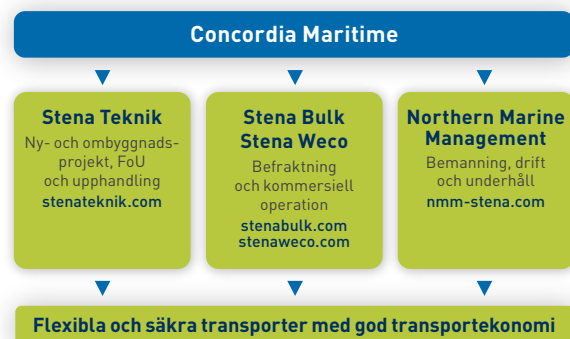 Concordia Maritime
Stena Teknik
Ny- och ombyggnads-
projekt, FoU
och upphandling
stenateknik.com
Stena Bulk
Stena Weco
Befraktning
och kommersiell
operation
stenabulk.com
stenaweco.com
Northern Marine
Management
Bemanning, drift
och underhåll
nmm-stena.com
Flexibla och säkra transporter med god transportekonomi